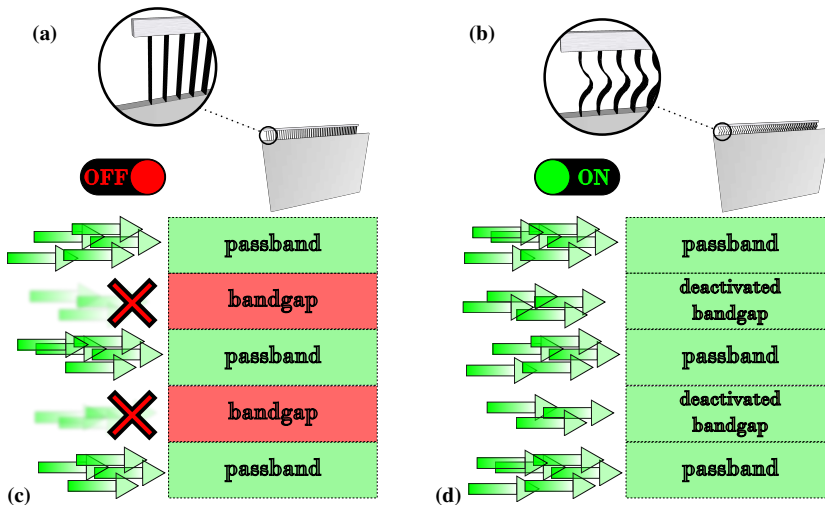 (a)
(b)
OFF
ON
passband
bandgap
passband
bandgap
passband
(c)
passband
deactivated
bandgap
passband
deactivated
bandgap
passband
(d)